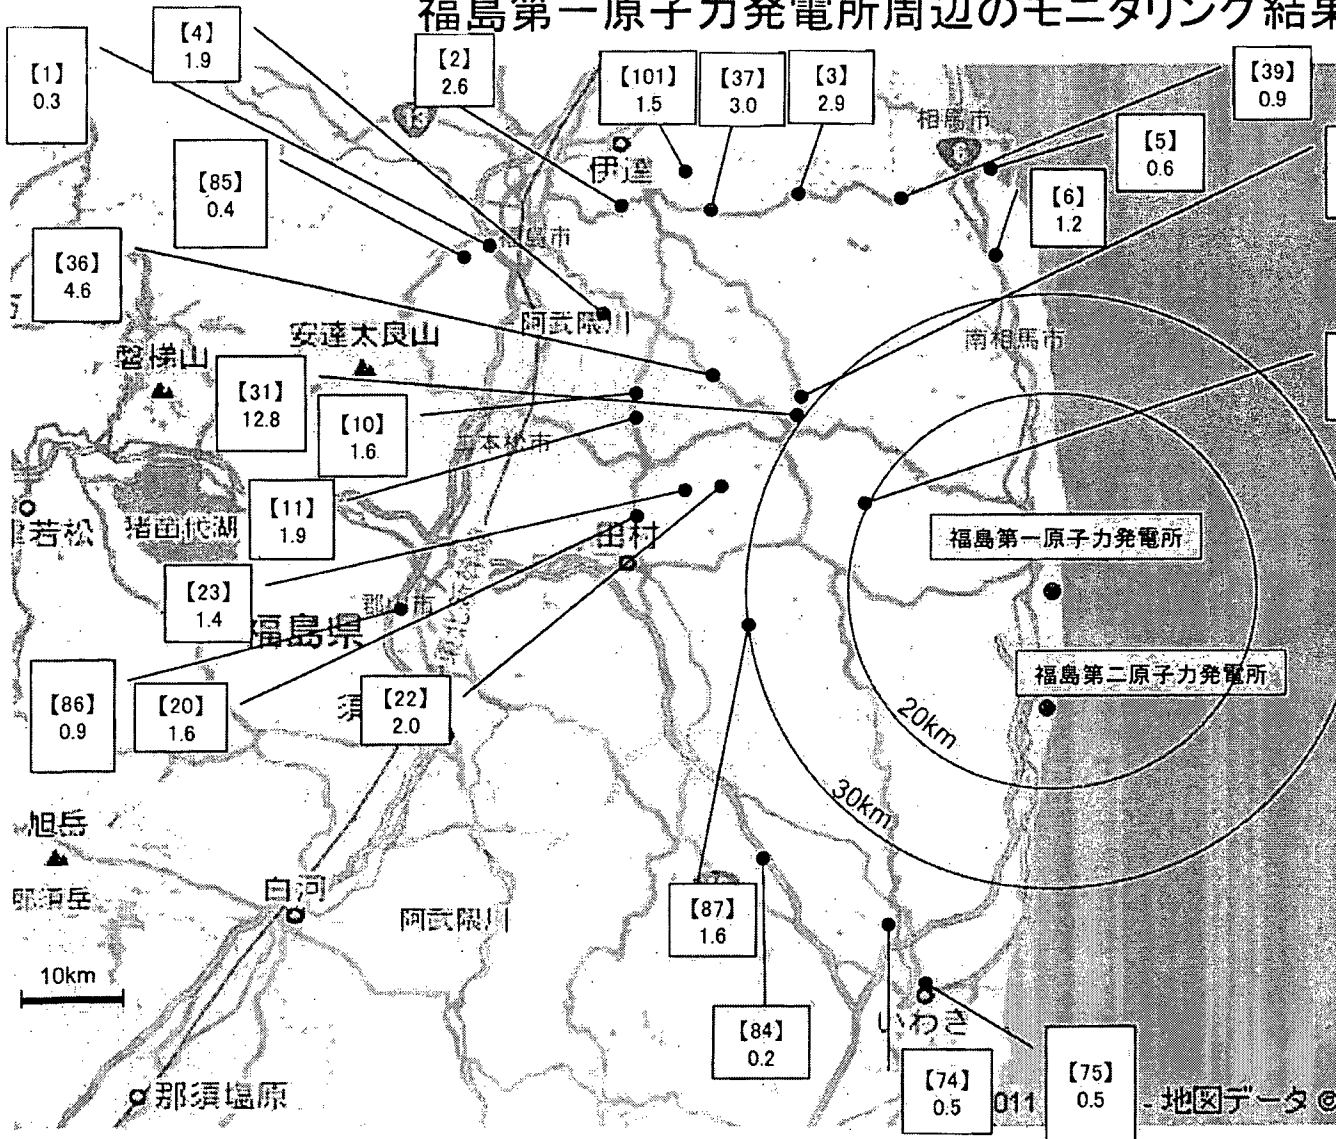 福島第一原子力発電所周辺のモニタリング結果
【1】
0.3
【4】
1.9
【2】
2.6
【101】
1.5
【37】
3.0
【3】
2.9
【39】
0.9
【5】
0.6
【6】
1.2
【85】
0.4
【36】
4.6
13
伊達
相馬市
6
福島市
阿武隈川
安達太良山
磐梯山
南相馬市
【31】
12.8
【10】
1.6
二本松市
【11】
1.9
若松
猪苗代湖
田村
福島第一原子力発電所
【23】
1.4
郡山市
福島県
福島第二原子力発電所
【86】
0.9
【20】
1.6
須
【22】
2.0
20km
30km
旭岳
那須岳
白河
阿武隈川
【87】
1.6
10km
【84】
0.2
いわき
【74】
0.5
【75】
0.5
那須塩原
011
- 地図データ ©